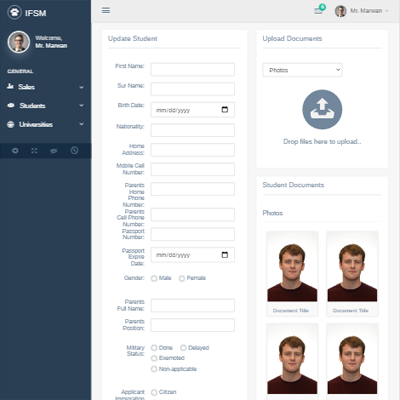 IFSM
Welcome,
Mr. Marwan
GENERAL
Sales
Students
Universities
6
Mr. Marwan
Update Student
First Name:
Sur Name:
Birth Date:
mm/dd/yyyy
Nationality:
Home
Address:
Mobile Cell
Number:
Parents
Home
Phone
Number:
Parents
Cell Phone
Number:
Passport
Number:
Passport
Expire
Date:
mm/dd/yyyy
Gender:
Male
Female
Parents
Full Name:
Parents
Position:
Military
Status:
Done
Delayed
Exemoted
Non-applicable
Applicant
Immigration
Citizen
Upload Documents
Photos
Drop files here to upload..
Student Documents
Photos
Document Title
Document Title